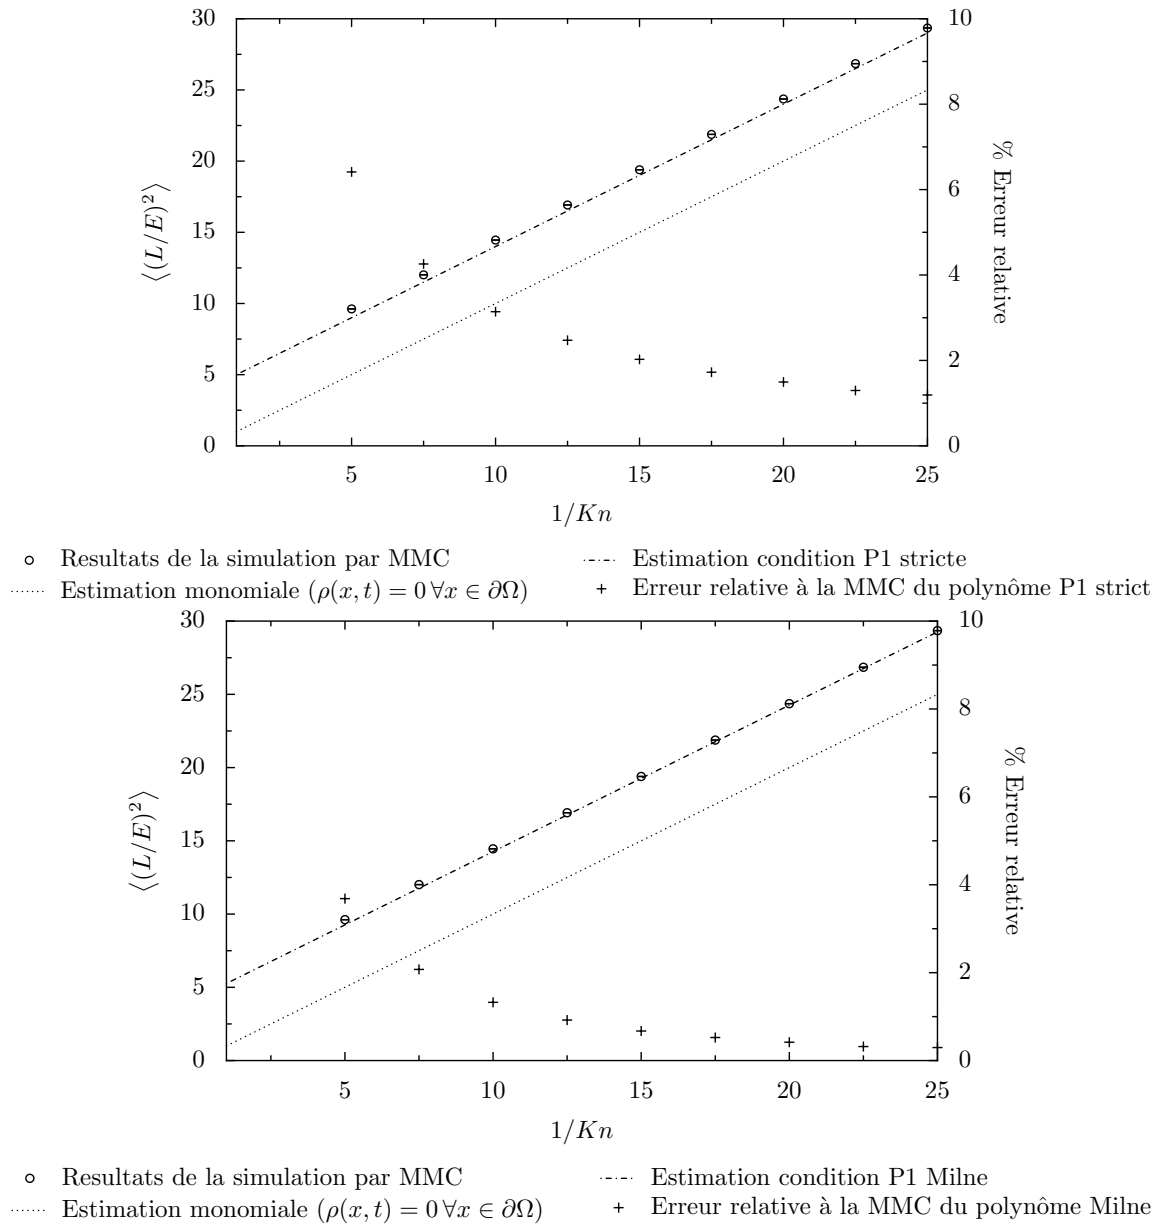 30
25
20
15
10
5
0
10
8
6
4
2
0
⟨(L/E)²⟩
% Erreur relative
5 10 15 20 25
1/Kn
Resultats de la simulation par MMC
Estimation condition P1 stricte
Estimation monomiale (ρ(x, t) = 0 ∀x ∈ ∂Ω)
Erreur relative à la MMC du polynôme P1 strict
30
25
20
15
10
5
0
10
8
6
4
2
0
⟨(L/E)²⟩
% Erreur relative
5 10 15 20 25
1/Kn
Resultats de la simulation par MMC
Estimation condition P1 Milne
Estimation monomiale (ρ(x, t) = 0 ∀x ∈ ∂Ω)
Erreur relative à la MMC du polynôme Milne